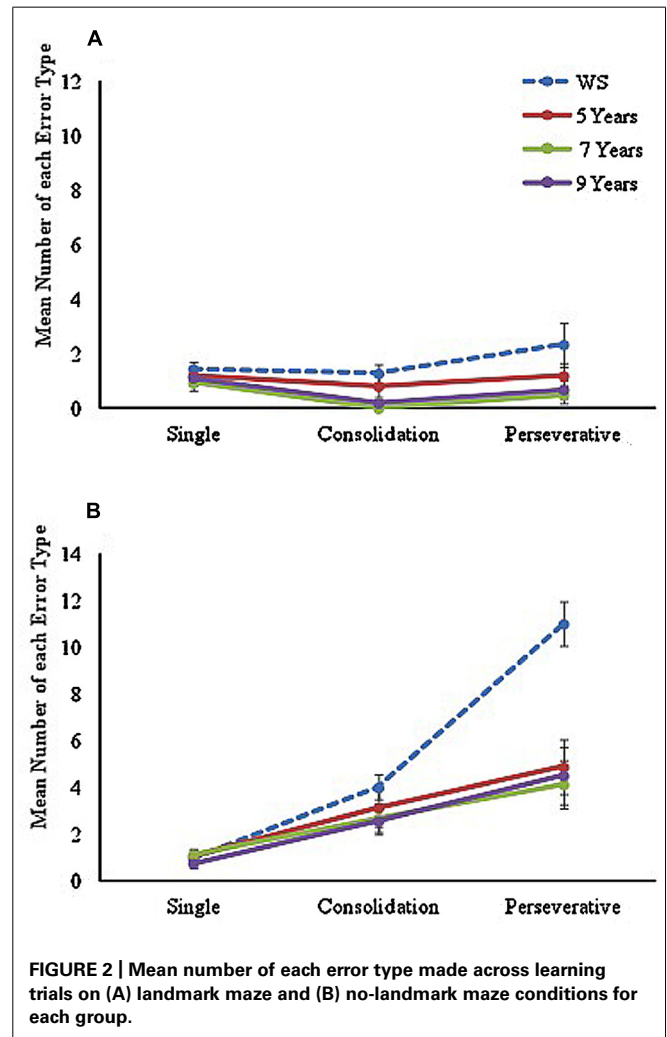 A
Mean Number of each Error Type
12
10
8
6
4
2
0
WS
5 Years
7 Years
9 Years
Single Consolidation Perseverative
B
Mean Number of each Error Type
14
12
10
8
6
4
2
0
Single Consolidation Perseverative
FIGURE 2 | Mean number of each error type made across learning
trials on (A) landmark maze and (B) no-landmark maze conditions for
each group.